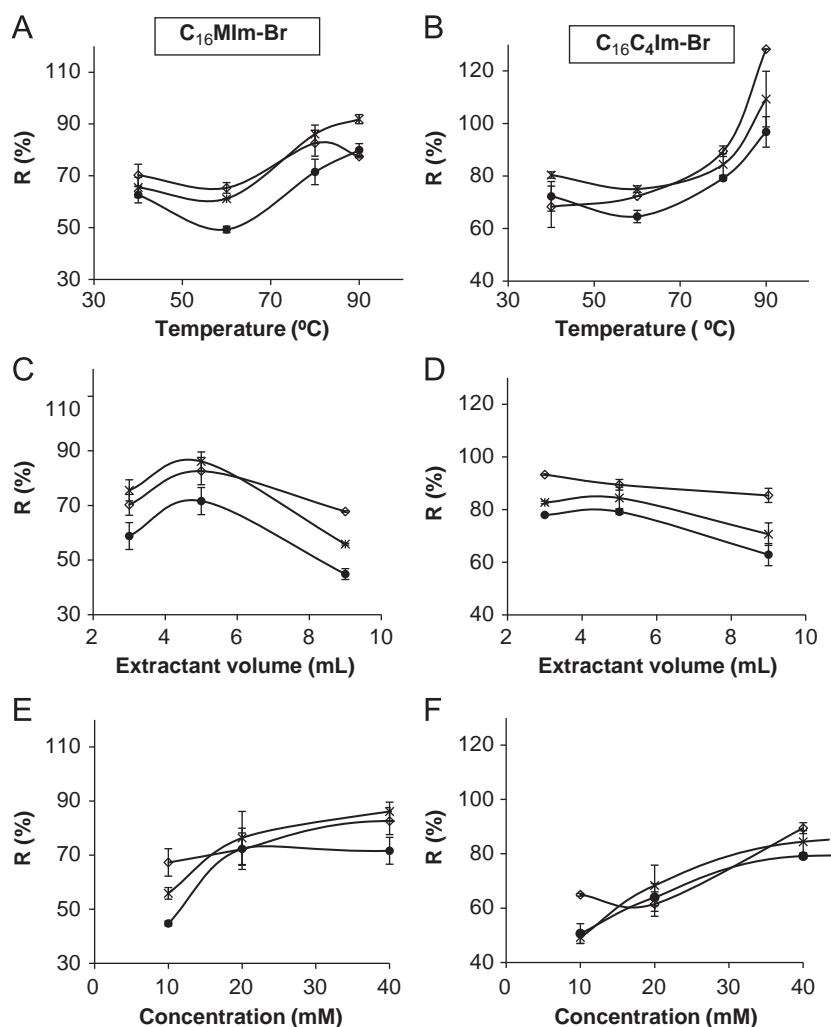 A
C16MIm-Br
R (%)
110
90
70
50
30
30
50
70
90
Temperature (ºC)
B
C16C4Im-Br
R (%)
120
100
80
60
40
30
50
70
90
Temperature ( ºC)
C
R (%)
110
90
70
50
30
2
4
6
8
10
Extractant volume (mL)
D
R (%)
120
100
80
60
40
2
4
6
8
10
Extractant volume (mL)
E
R (%)
110
90
70
50
30
0
10
20
30
40
Concentration (mM)
F
R (%)
120
100
80
60
40
0
10
20
30
40
Concentration (mM)